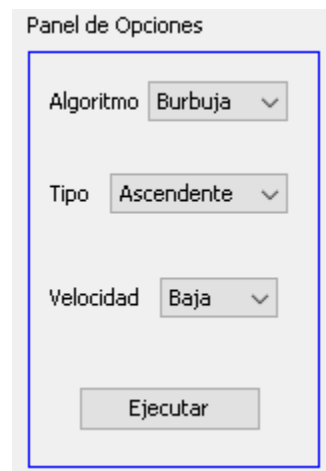 Panel de Opciones
Algoritmo Burbuja
Tipo Ascendente
Velocidad Baja
Ejecutar